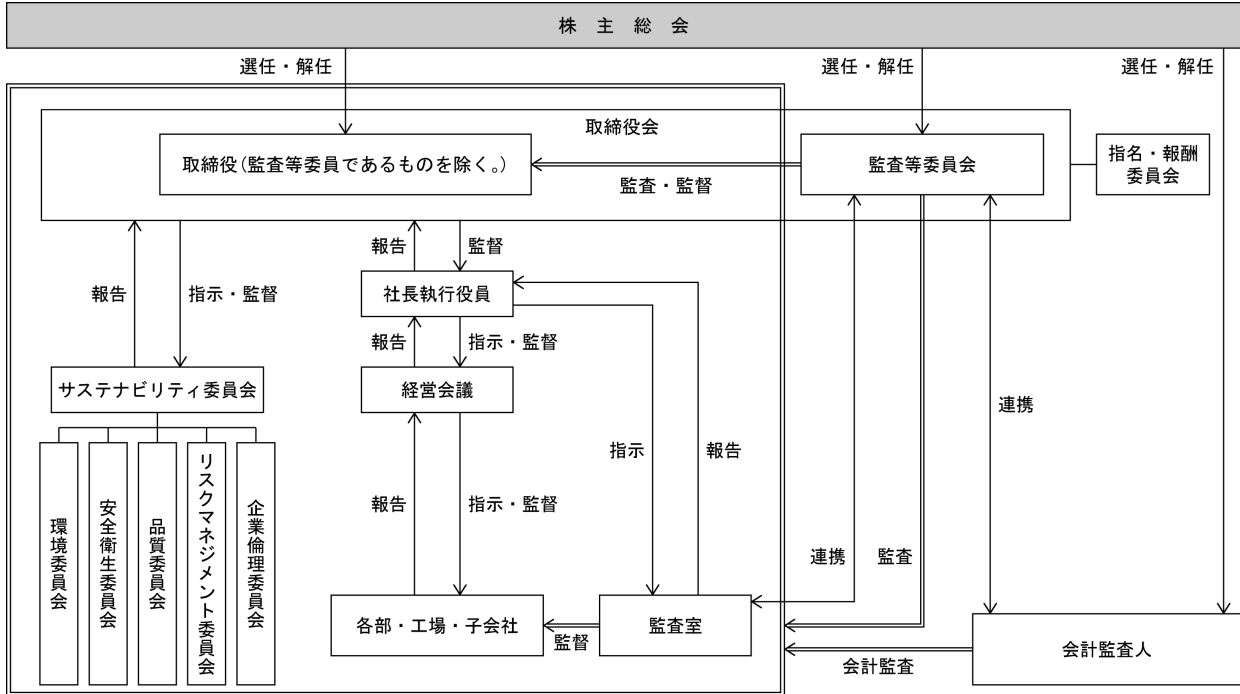 株主総会
選任・解任
選任・解任
選任・解任
取締役会
取締役(監査等委員であるものを除く。)
監査・監督
監査等委員会
指名・報酬
委員会
報告
監督
報告
指示・監督
社長執行役員
報告
指示・監督
サステナビリティ委員会
経営会議
連携
指示
報告
報告
指示・監督
環境委員会
安全衛生委員会
品質委員会
リスクマネジメント委員会
企業倫理委員会
連携
監査
各部・工場・子会社
監督
監査室
会計監査
会計監査人